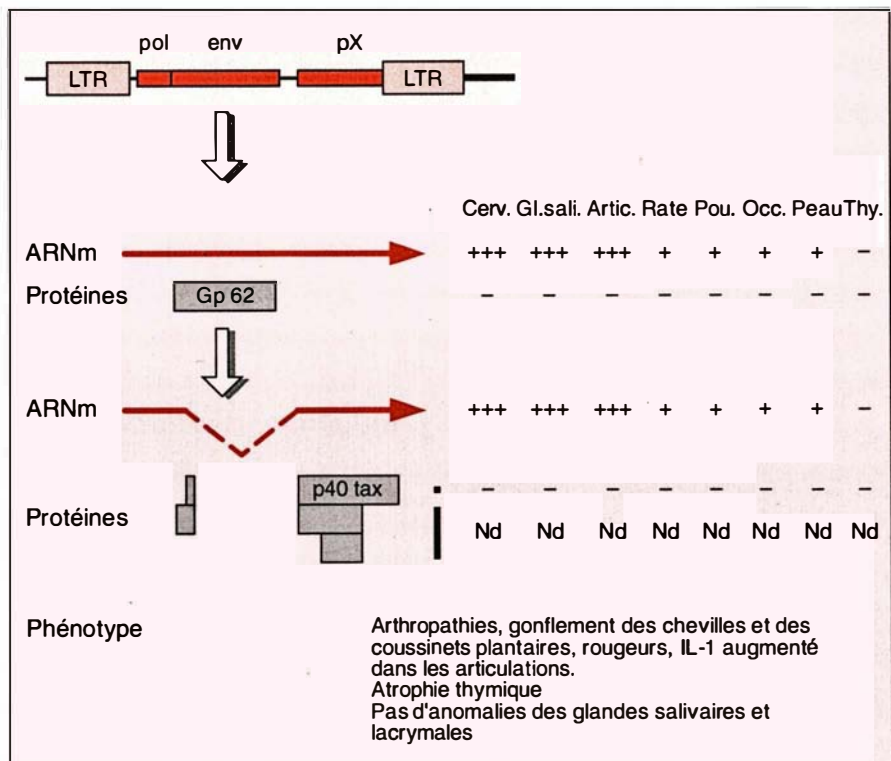 pol env pX
LTR LTR
Cerv. Gl.sali. Artic. Rate Pou. Occ. Peau Thy.
ARNm +++ +++ +++ + + + + –
Protéines Gp 62 – – – – – – – –
ARNm +++ +++ +++ + + + + –
p40 tax – – – – – – – –
Protéines Nd Nd Nd Nd Nd Nd Nd Nd
Phénotype Arthropathies, gonflement des chevilles et des
coussinets plantaires, rougeurs, IL-1 augmenté
dans les articulations.
Atrophie thymique
Pas d'anomalies des glandes salivaires et
lacrymales